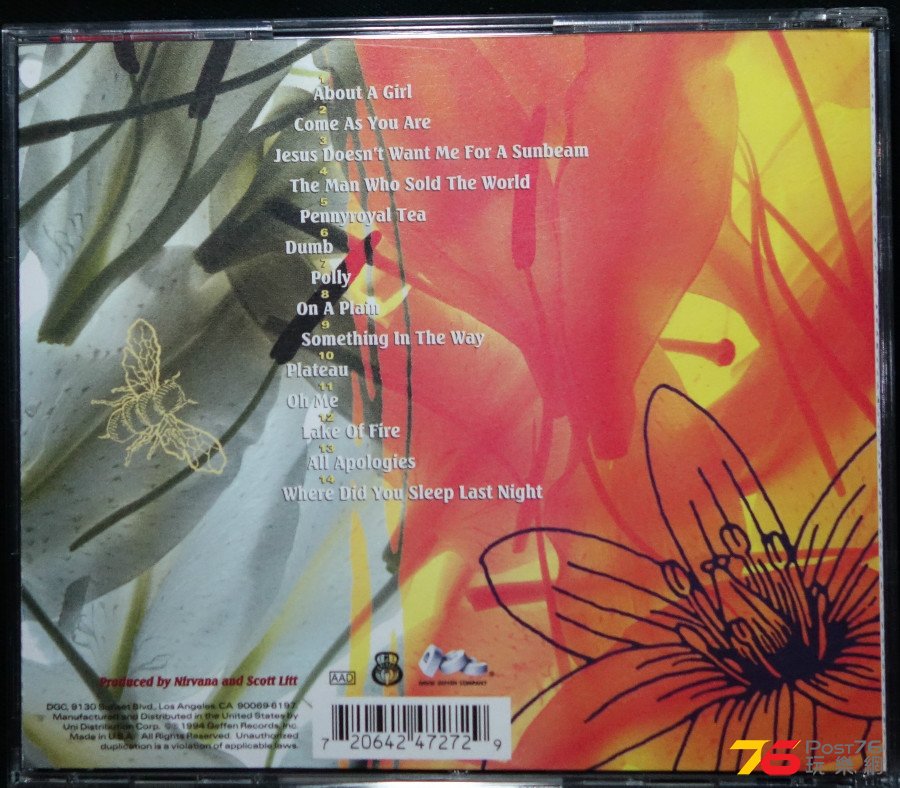 1
About A Girl
2
Come As You Are
3
Jesus Doesn't Want Me For A Sunbeam
4
The Man Who Sold The World
5
Pennyroyal Tea
6
Dumb
7
Polly
8
On A Plain
9
Something In The Way
10
Plateau
11
Oh Me
12
Lake Of Fire
13
All Apologies
14
Where Did You Sleep Last Night
Produced by Nirvana and Scott Litt
AAD
DAVID GEFFEN COMPANY
DGC, 9130 Sunset Blvd., Los Angeles, CA 90069-6197
Manufactured and Distributed in the United States by
Uni Distribution Corp. ℗ © 1994 Geffen Records, Inc.
Made in U.S.A. All Rights Reserved. Unauthorized
duplication is a violation of applicable laws.
7 20642 47272 9
76 Post76
玩樂網